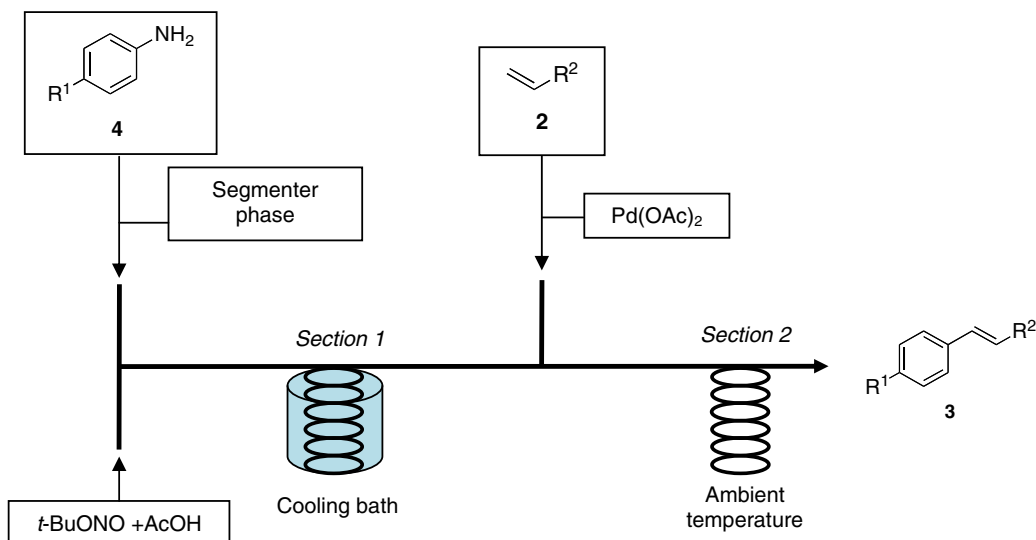 NH2
R1
4
R2
2
Segmenter
phase
Pd(OAc)2
Section 1
Section 2
R2
R1
3
Cooling bath
Ambient
temperature
t-BuONO +AcOH